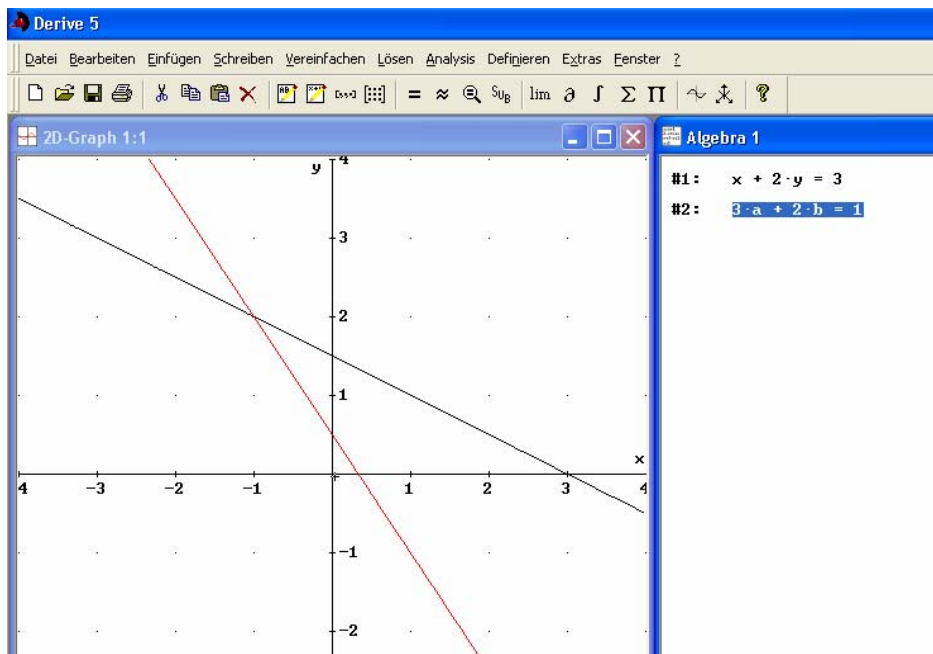 Derive 5
Datei Bearbeiten Einfügen Schreiben Vereinfachen Lösen Analysis Definieren Extras Fenster ?
= ≈ SUB lim ∂ ∫ Σ Π
2D-Graph 1:1
y 4
3
2
1
x
4 -3 -2 -1 1 2 3 4
-1
-2
Algebra 1
#1: x + 2·y = 3
#2: 3·a + 2·b = 1